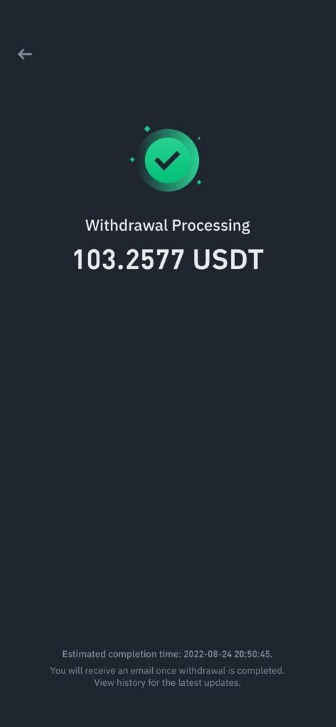 Withdrawal Processing
103.2577 USDT
Estimated completion time: 2022-08-24 20:50:45.
You will receive an email once withdrawal is completed.
View history for the latest updates.